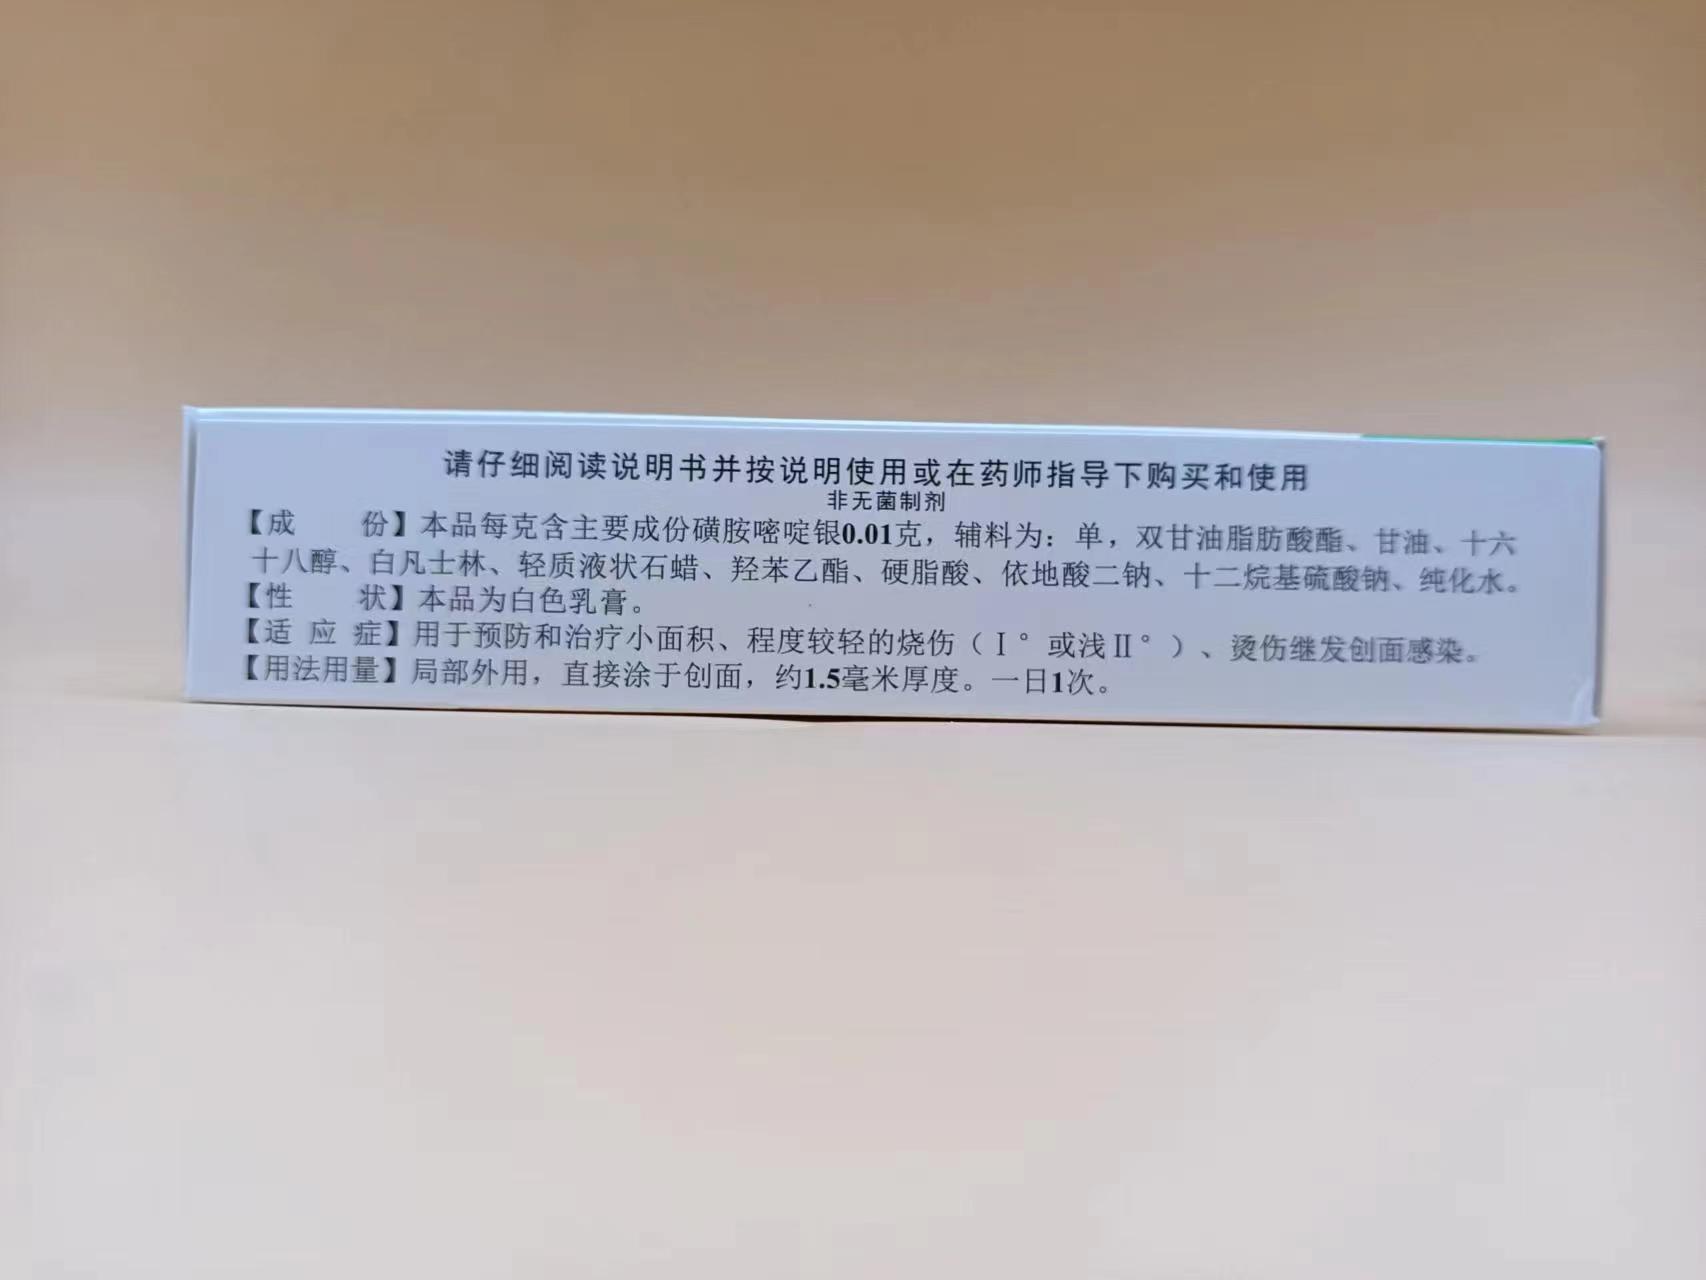 请仔细阅读说明书并按说明使用或在药师指导下购买和使用
非无菌制剂
【成 份】本品每克含主要成份磺胺嘧啶银0.01克，辅料为：单，双甘油脂肪酸酯、甘油、十六
十八醇、白凡士林、轻质液状石蜡、羟苯乙酯、硬脂酸、依地酸二钠、十二烷基硫酸钠、纯化水。
【性 状】本品为白色乳膏。
【适 应 症】用于预防和治疗小面积、程度较轻的烧伤（Ⅰ°或浅Ⅱ°）、烫伤继发创面感染。
【用法用量】局部外用，直接涂于创面，约1.5毫米厚度。一日1次。